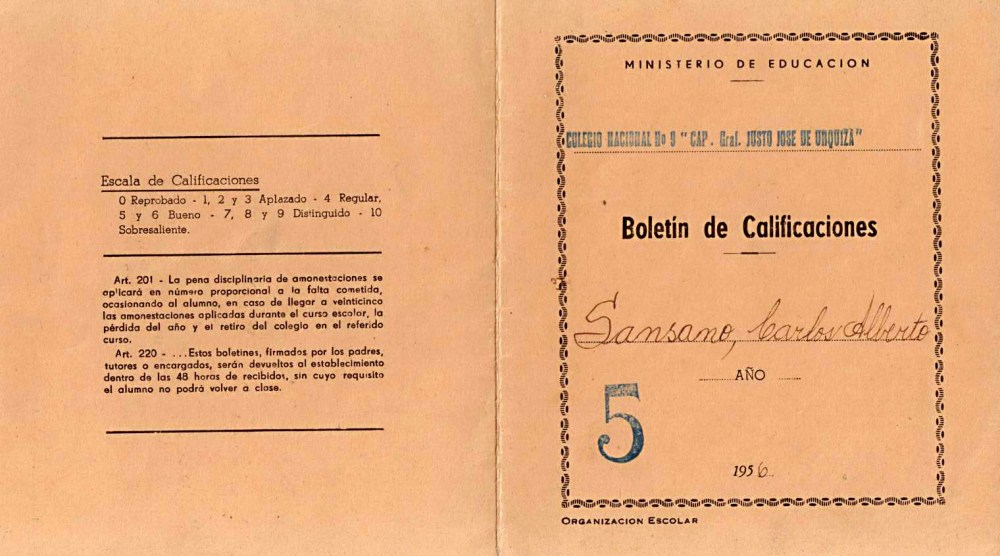 Escala de Calificaciones
0 Reprobado - 1, 2 y 3 Aplazado - 4 Regular,
5 y 6 Bueno - 7, 8 y 9 Distinguido - 10
Sobresaliente.
Art. 201 - La pena disciplinaria de amonestaciones se
aplicará en número proporcional a la falta cometida,
ocasionando al alumno, en caso de llegar a veinticinco
las amonestaciones aplicadas durante el curso escolar, la
pérdida del año y el retiro del colegio en el referido
curso.
Art. 220 - ...Estos boletines, firmados por los padres,
tutores o encargados, serán devueltos al establecimiento
dentro de las 48 horas de recibidos, sin cuyo requisito
el alumno no podrá volver a clase.
MINISTERIO DE EDUCACION
COLEGIO NACIONAL No 9 "CAP. Gral. JUSTO JOSE DE URQUIZA"
Boletín de Calificaciones
Sansano, Carlos Alberto
AÑO
5
1956
ORGANIZACION ESCOLAR